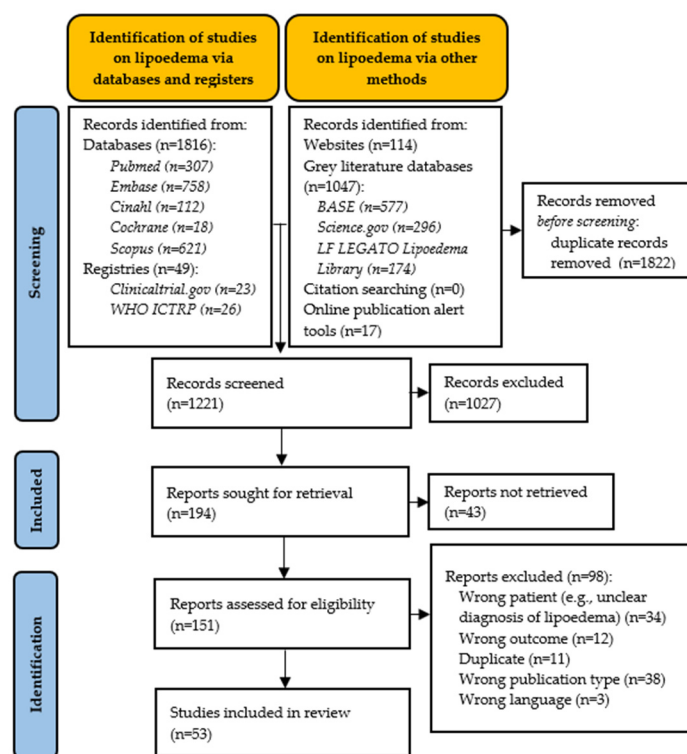 Identification of studies
on lipoedema via
databases and registers
Identification of studies
on lipoedema via other
methods
Screening
Records identified from:
Databases (n=1816)
Pubmed (n=307)
Embase (n=758)
Cinahl (n=112)
Cochrane (n=18)
Scopus (n=621)
Registries (n=49):
Clinicaltrial.gov (n=23)
WHO ICTRP (n=26)
Records identified from:
Websites (n=114)
Grey literature databases
(n=1047):
BASE (n=577)
Science.gov (n=296)
LF LEGATO Lipoedema
Library (n=174)
Citation searching (n=0)
Online publication alert
tools (n=17)
Records removed
before screening:
duplicate records
removed (n=1822)
Records screened
(n=1221)
Records excluded
(n=1027)
Included
Reports sought for retrieval
(n=194)
Reports not retrieved
(n=43)
Identification
Reports assessed for eligibility
(n=151)
Reports excluded (n=98):
Wrong patient (e.g., unclear
diagnosis of lipoedema) (n=34)
Wrong outcome (n=12)
Duplicate (n=11)
Wrong publication type (n=38)
Wrong language (n=3)
Studies included in review
(n=53)